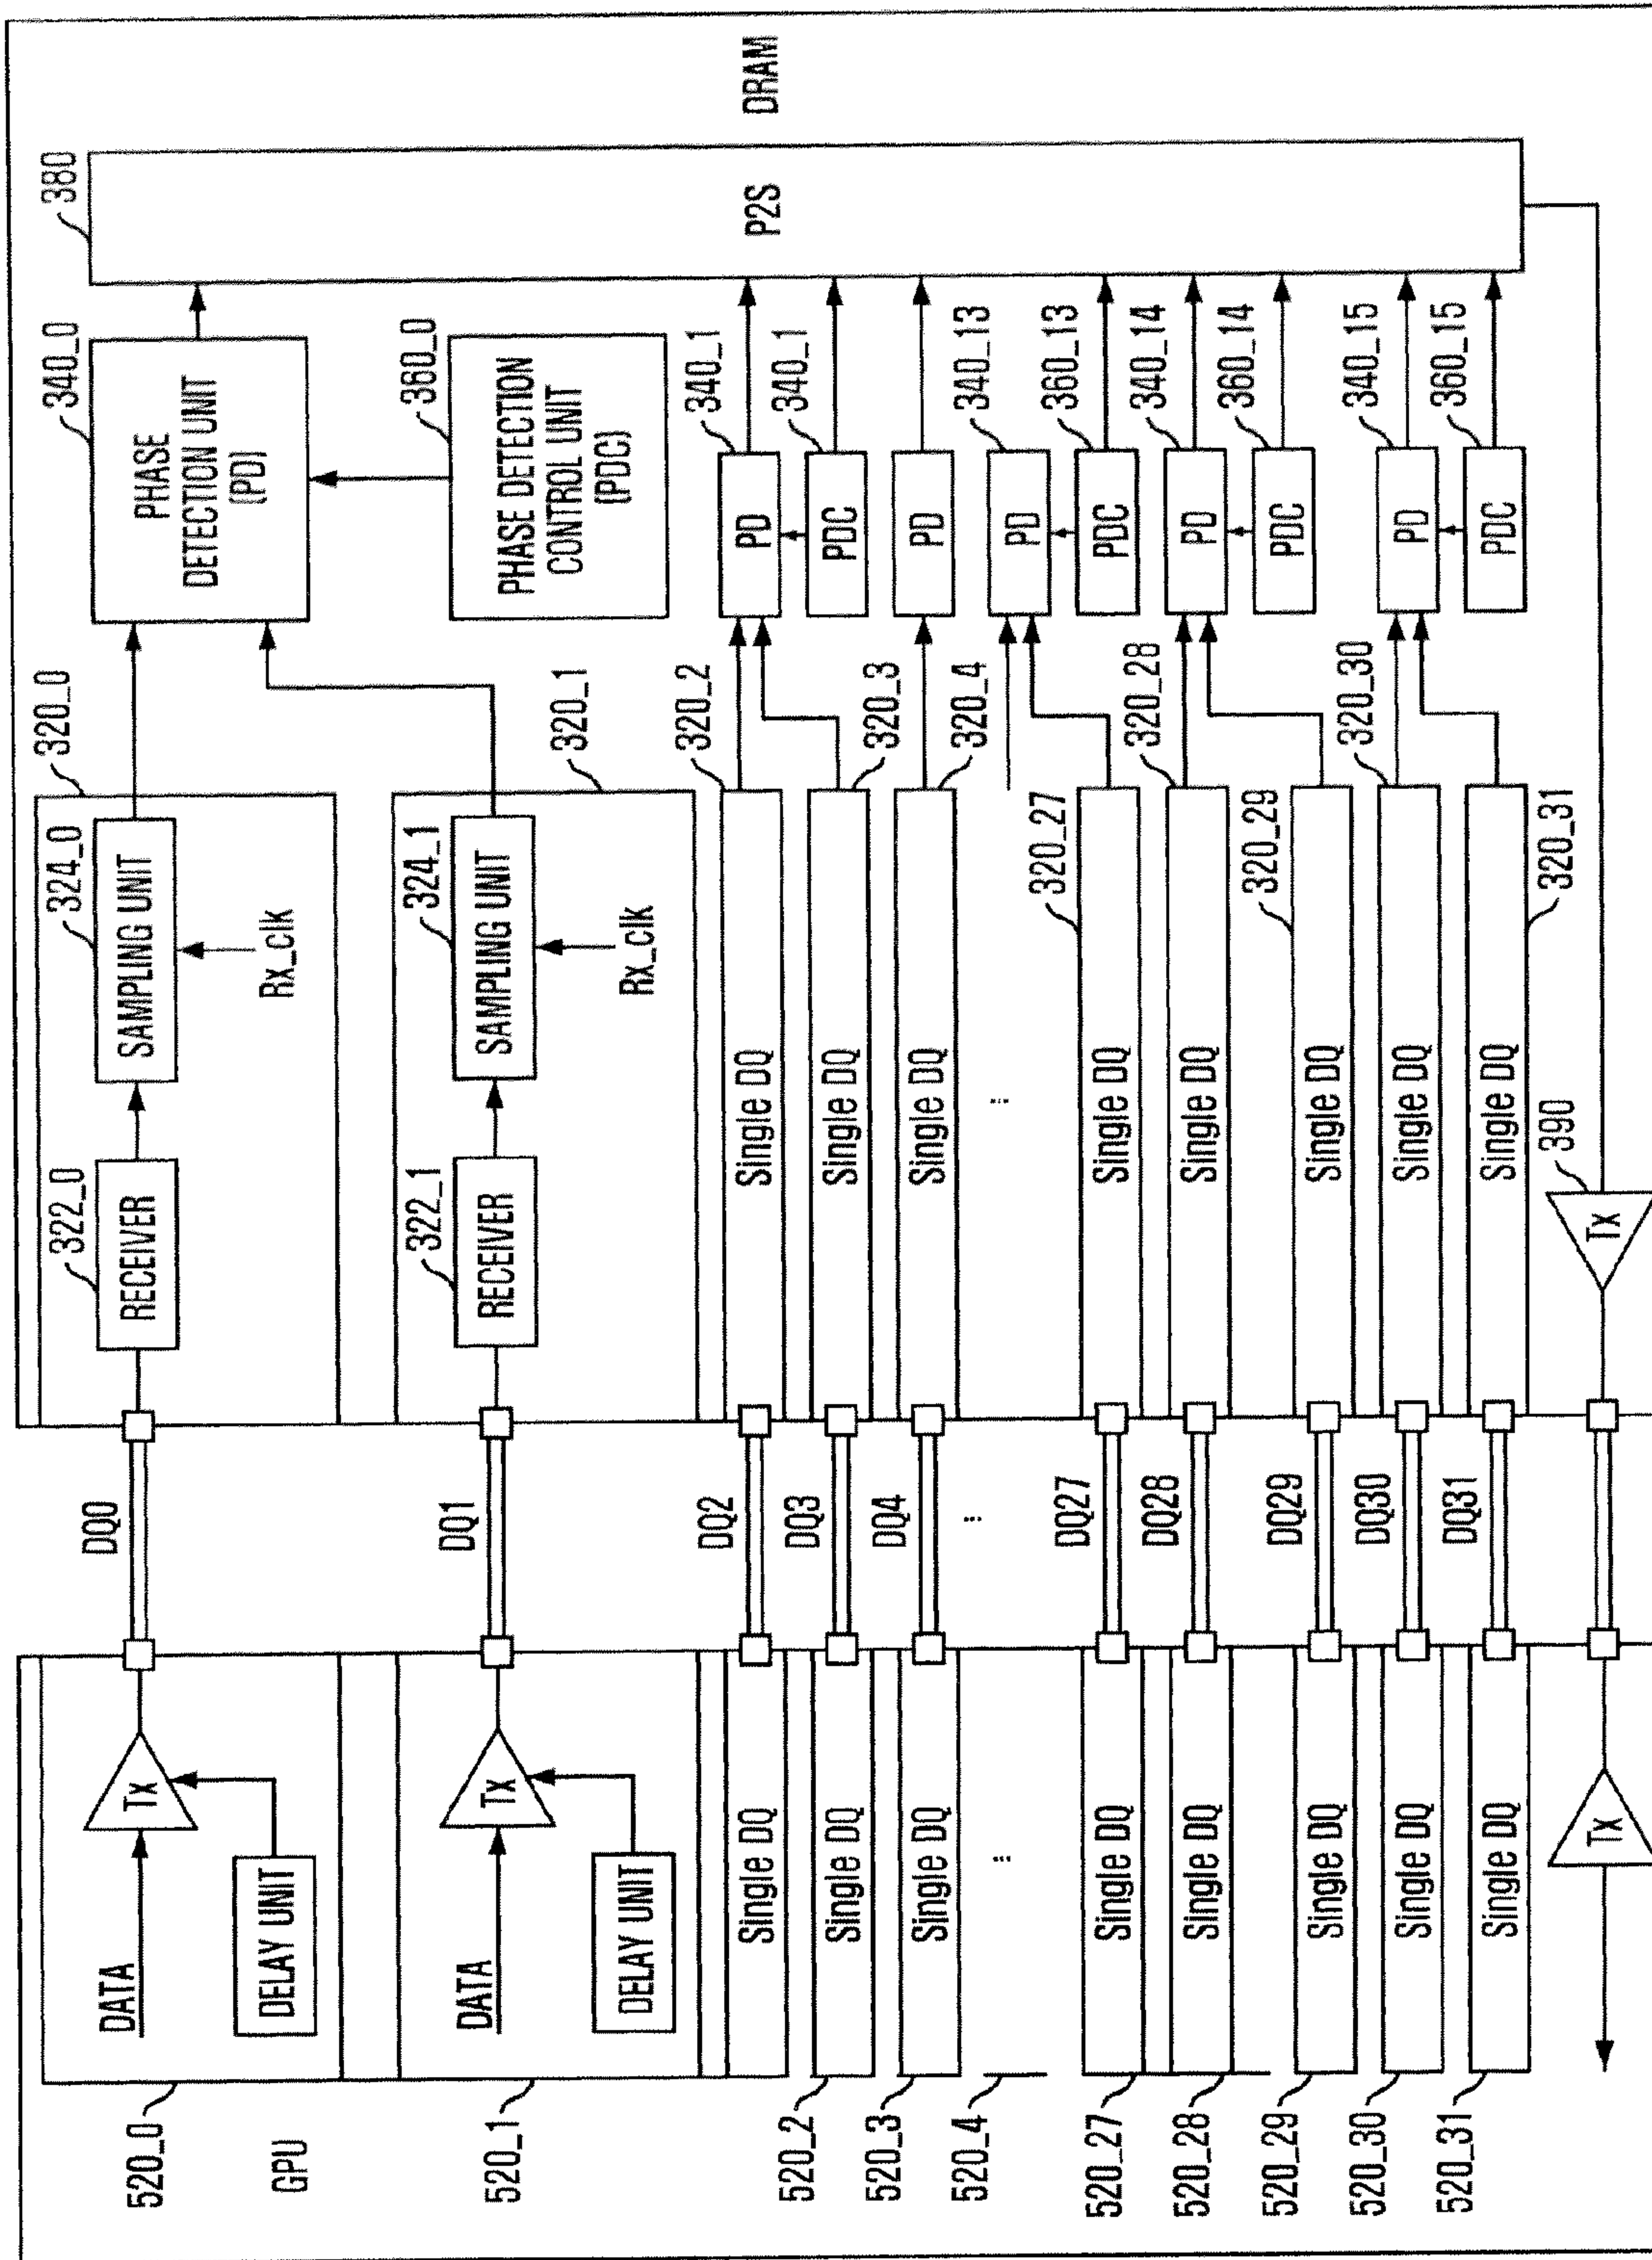 520_0
GPU
520_1
520_2
520_3
520_4
520_27
520_28
520_29
520_30
520_31
DATA
Tx
DELAY UNIT
DATA
Tx
DELAY UNIT
Single DQ
Single DQ
Single DQ
...
Single DQ
Single DQ
Single DQ
Single DQ
Single DQ
Tx
DQ0
DQ1
DQ2
DQ3
DQ4
...
DQ27
DQ28
DQ29
DQ30
DQ31
322_0
RECEIVER
324_0
SAMPLING UNIT
Rx_clk
320_0
322_1
RECEIVER
324_1
SAMPLING UNIT
Rx_clk
320_1
Single DQ
320_2
Single DQ
320_3
Single DQ
320_4
...
Single DQ
320_27
Single DQ
320_28
Single DQ
320_29
Single DQ
320_30
Single DQ
320_31
Tx
390
340_0
PHASE
DETECTION UNIT
(PD)
360_0
PHASE DETECTION
CONTROL UNIT
(PDC)
PD
340_1
PDC
340_1
PD
PD
340_13
PDC
360_13
PD
340_14
PDC
360_14
PD
340_15
PDC
360_15
380
P2S
DRAM